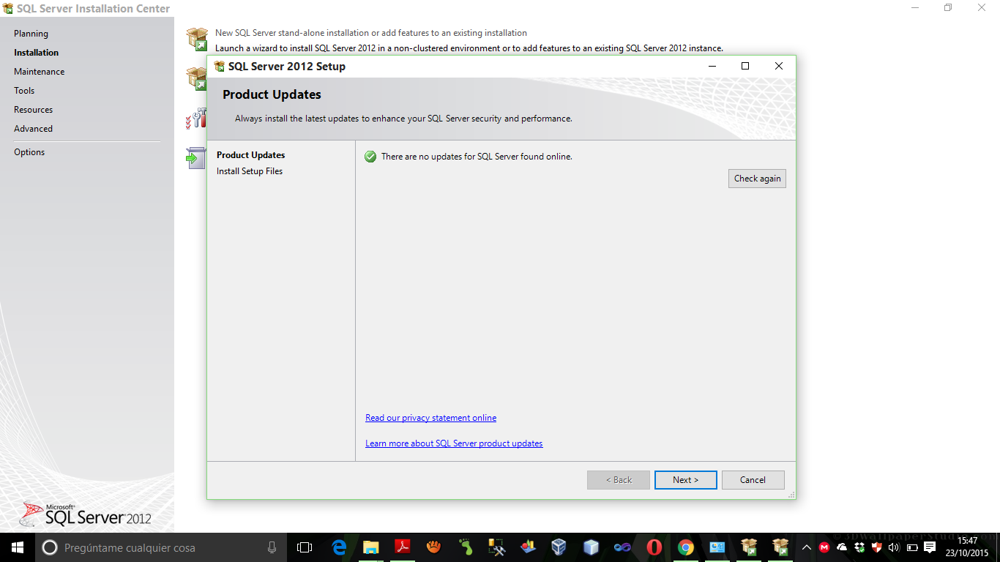 SQL Server Installation Center
Planning
Installation
Maintenance
Tools
Resources
Advanced
Options
New SQL Server stand-alone installation or add features to an existing installation
Launch a wizard to install SQL Server 2012 in a non-clustered environment or to add features to an existing SQL Server 2012 instance.
SQL Server 2012 Setup
Product Updates
Always install the latest updates to enhance your SQL Server security and performance.
Product Updates
Install Setup Files
There are no updates for SQL Server found online.
Check again
Read our privacy statement online
Learn more about SQL Server product updates
< Back
Next >
Cancel
Microsoft®
SQL Server® 2012
Pregúntame cualquier cosa
© 3DWallpaperStudio.com
15:47
23/10/2015